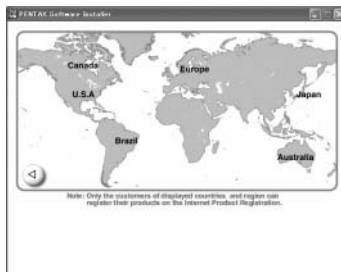 PENTAX Software Installer
Canada
Europe
U.S.A
Japan
Brazil
Australia
Note: Only the customers of displayed countries and region can
register their products on the Internet Product Registration.